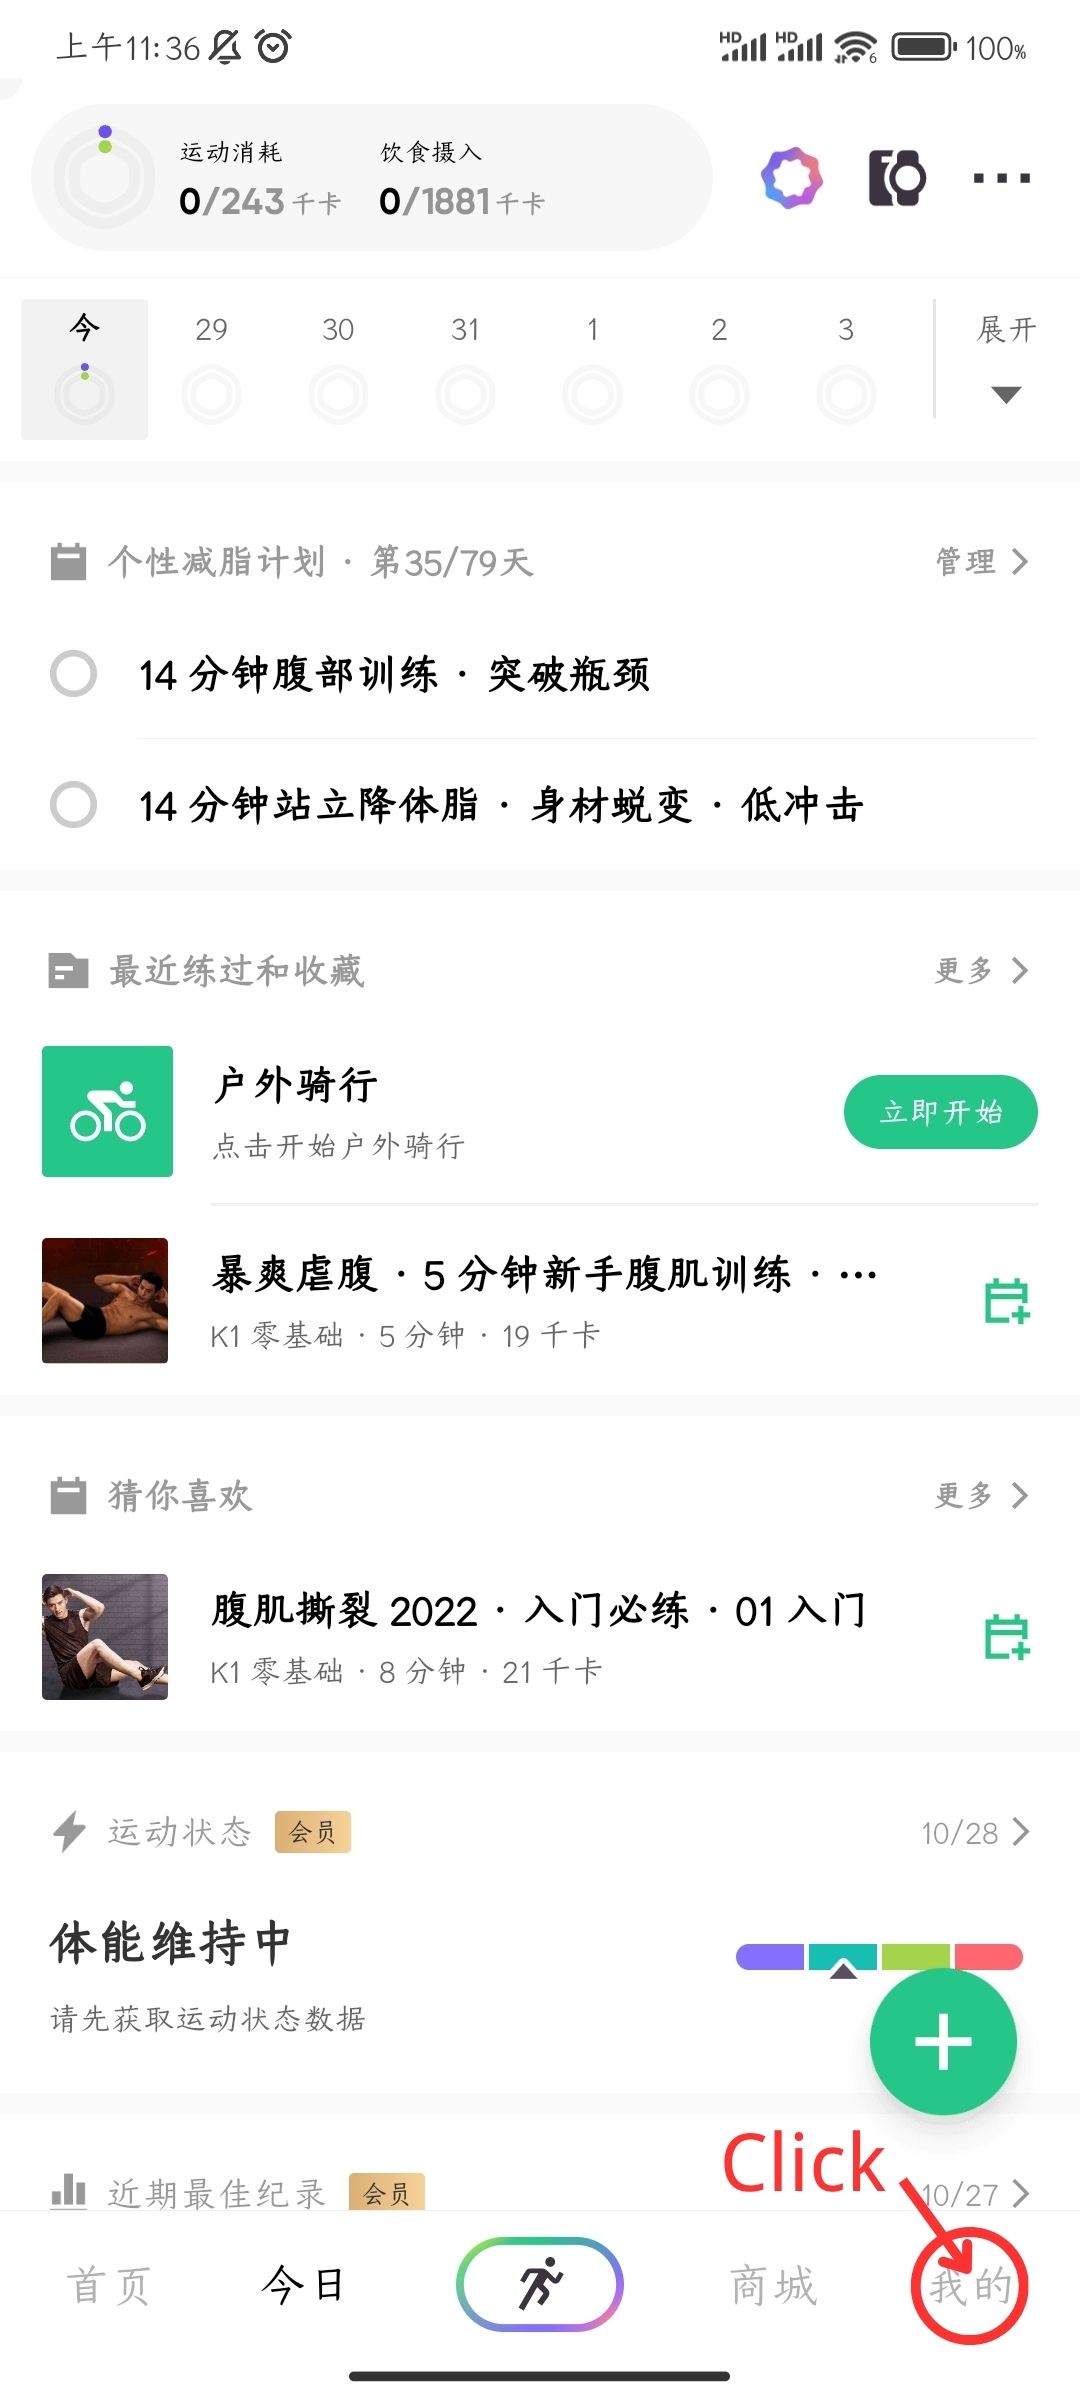 上午11:36 HD HD 6 100%
运动消耗 饮食摄入
0/243千卡 0/1881千卡
今 29 30 31 1 2 3 展开
个性减脂计划 · 第35/79天 管理
14 分钟腹部训练 · 突破瓶颈
14 分钟站立降体脂 · 身材蜕变 · 低冲击
最近练过和收藏 更多
户外骑行
点击开始户外骑行 立即开始
暴爽虐腹 · 5 分钟新手腹肌训练 · ···
K1 零基础 · 5 分钟 · 19 千卡
猜你喜欢 更多
腹肌撕裂 2022 · 入门必练 · 01 入门
K1 零基础 · 8 分钟 · 21 千卡
运动状态 会员 10/28
体能维持中
请先获取运动状态数据
Click
近期最佳纪录 会员 10/27
首页 今日 商城 我的